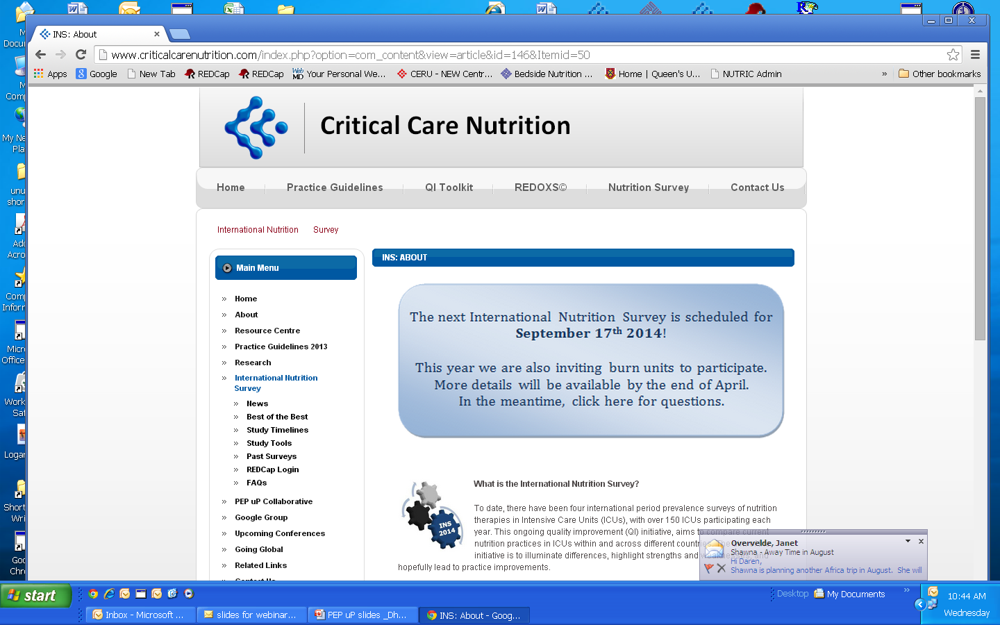 INS: About
www.criticalcarenutrition.com/index.php?option=com_content&view=article&id=146&Itemid=50
Apps
Google
New Tab
REDCap
REDCap
Your Personal We...
CERU - NEW Centr...
Bedside Nutrition ...
Home | Queen's U...
NUTRIC Admin
»
Other bookmarks
Critical Care Nutrition
Home
Practice Guidelines
QI Toolkit
REDOXS©
Nutrition Survey
Contact Us
International Nutrition Survey
Main Menu
Home
About
Resource Centre
Practice Guidelines 2013
Research
International Nutrition
Survey
News
Best of the Best
Study Timelines
Study Tools
Past Surveys
REDCap Login
FAQs
PEP uP Collaborative
Google Group
Upcoming Conferences
Going Global
Related Links
Contact Us
INS: ABOUT
The next International Nutrition Survey is scheduled for
September 17th 2014!
This year we are also inviting burn units to participate.
More details will be available by the end of April.
In the meantime, click here for questions.
INS
2014
What is the International Nutrition Survey?
To date, there have been four international period prevalence surveys of nutrition
therapies in Intensive Care Units (ICUs), with over 150 ICUs participating each
year. This ongoing quality improvement (QI) initiative, aims to compare current
nutrition practices in ICUs within and across different countries. The
initiative is to illuminate differences, highlight strengths and weaknesses, and
hopefully lead to practice improvements.
Overvelde, Janet
Shawna - Away Time in August
Hi Daren,
Shawna is planning another Africa trip in August. She will
start
Desktop
My Documents
»
10:44 AM
Wednesday
Inbox - Microsoft ...
slides for webinar...
PEP uP slides _Dh...
INS: About - Goog...